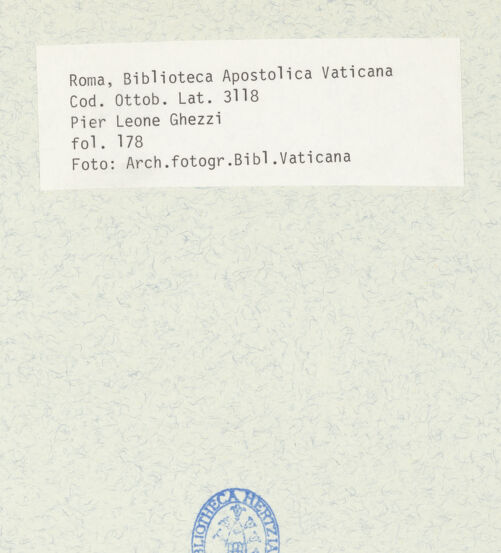 Roma, Biblioteca Apostolica Vaticana
Cod. Ottob. Lat. 3118
Pier Leone Ghezzi
fol. 178
Foto: Arch.fotogr.Bibl.Vaticana
BIBLIOTHECA HERTZIANA